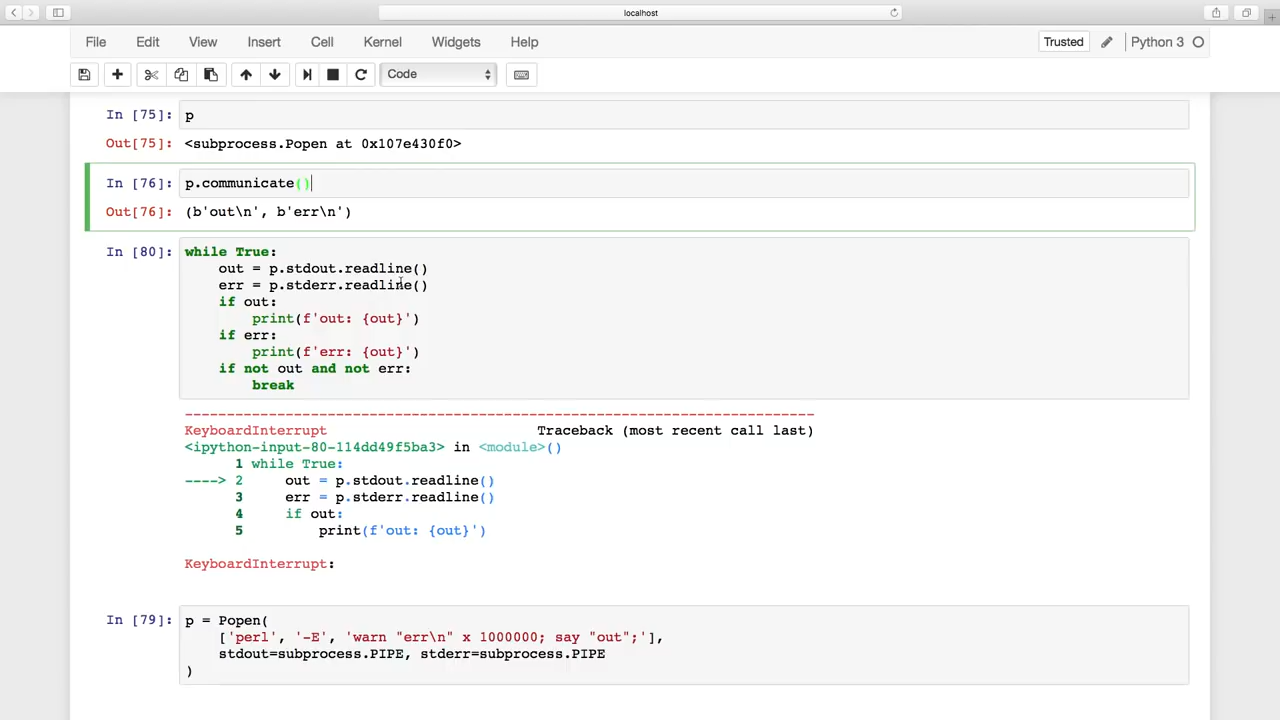 localhost
File Edit View Insert Cell Kernel Widgets Help Trusted Python 3
Code
In [75]: p
Out[75]: <subprocess.Popen at 0x107e430f0>
In [76]: p.communicate()
Out[76]: (b'out\n', b'err\n')
In [80]: while True:
    out = p.stdout.readline()
    err = p.stderr.readline()
    if out:
        print(f'out: {out}')
    if err:
        print(f'err: {out}')
    if not out and not err:
        break
---------------------------------------------------------------------------
KeyboardInterrupt                         Traceback (most recent call last)
<ipython-input-80-114dd49f5ba3> in <module>()
      1 while True:
----> 2     out = p.stdout.readline()
      3     err = p.stderr.readline()
      4     if out:
      5         print(f'out: {out}')
KeyboardInterrupt:
In [79]: p = Popen(
    ['perl', '-E', 'warn "err\n" x 1000000; say "out";'],
    stdout=subprocess.PIPE, stderr=subprocess.PIPE
)